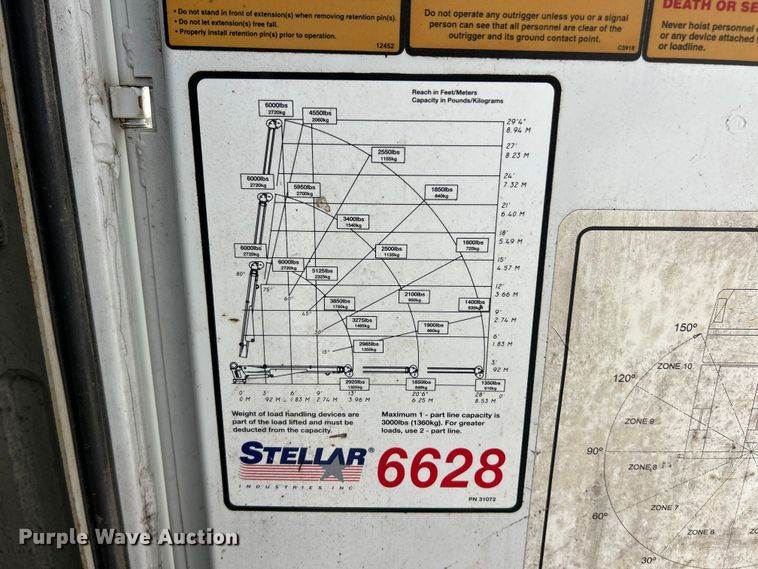 • Do not stand in front of extension(s) when removing retention pin(s).
• Do not let extension(s) free fall.
• Properly install retention pin(s) prior to operation.
12452
Do not operate any outrigger unless you or a signal
person can see that all personnel are clear of the
outrigger and its ground contact point.
C5918
DEATH OR SE
Never hoist personnel
or any device attached
or loadline.
Reach in Feet/Meters
Capacity in Pounds/Kilograms
6000lbs
2720kg
4550lbs
2060kg
29'4"
8.94 M
27'
8.23 M
2550lbs
1155kg
24'
7.32 M
6000lbs
2720kg
5950lbs
2700kg
1850lbs
840kg
21'
6.40 M
3400lbs
1540kg
18'
5.49 M
6000lbs
2720kg
6000lbs
2720kg
2500lbs
1135kg
1600lbs
725kg
15'
4.57 M
80°
75°
5125lbs
2325kg
60°
12'
3.66 M
2100lbs
950kg
1400lbs
635kg
45°
3850lbs
1750kg
9'
2.74 M
3275lbs
1485kg
30°
1900lbs
860kg
6'
1.83 M
15°
2985lbs
1350kg
3'
.92 M
2925lbs
1325kg
1850lbs
840kg
1350lbs
610kg
0' 3' 6' 9' 13' 20'6" 28' 0'
0 M .92 M 1.83 M 2.74 M 3.96 M 6.25 M 8.53 M
Weight of load handling devices are
part of the load lifted and must be
deducted from the capacity.
Maximum 1 - part line capacity is
3000lbs (1360kg). For greater
loads, use 2 - part line.
STELLAR®
INDUSTRIES INC
6628
PN 31072
150°
ZONE 10
120°
ZONE 9
90°
ZONE 8
ZONE 7
60°
ZONE 6
30°
Purple Wave Auction